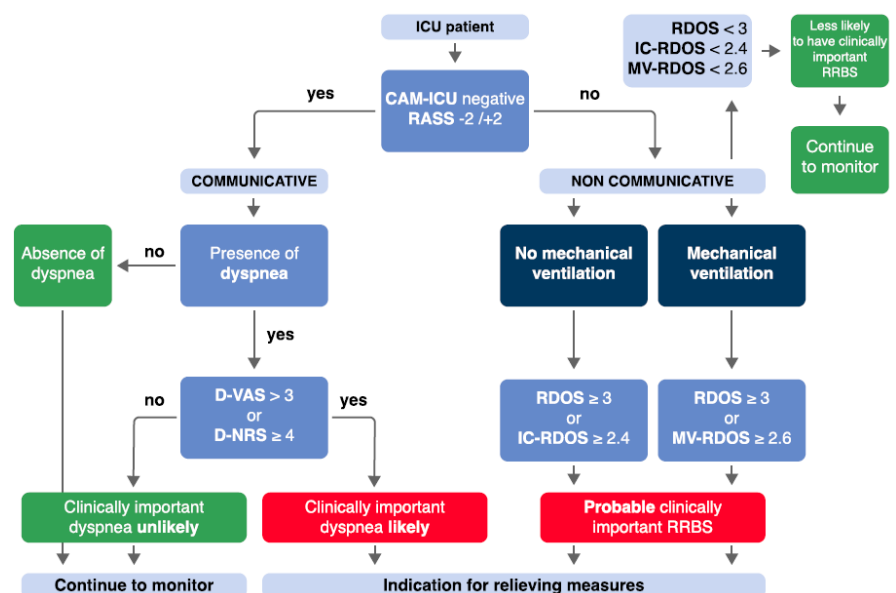 ICU patient
CAM-ICU negative
RASS -2 /+2
yes
no
RDOS < 3
IC-RDOS < 2.4
MV-RDOS < 2.6
Less likely
to have clinically
important
RRBS
Continue
to monitor
COMMUNICATIVE
NON COMMUNICATIVE
Absence of
dyspnea
no
Presence of
dyspnea
No mechanical
ventilation
Mechanical
ventilation
yes
no
D-VAS > 3
or
D-NRS ≥ 4
yes
RDOS ≥ 3
or
IC-RDOS ≥ 2.4
RDOS ≥ 3
or
MV-RDOS ≥ 2.6
Clinically important
dyspnea unlikely
Clinically important
dyspnea likely
Probable clinically
important RRBS
Continue to monitor
Indication for relieving measures